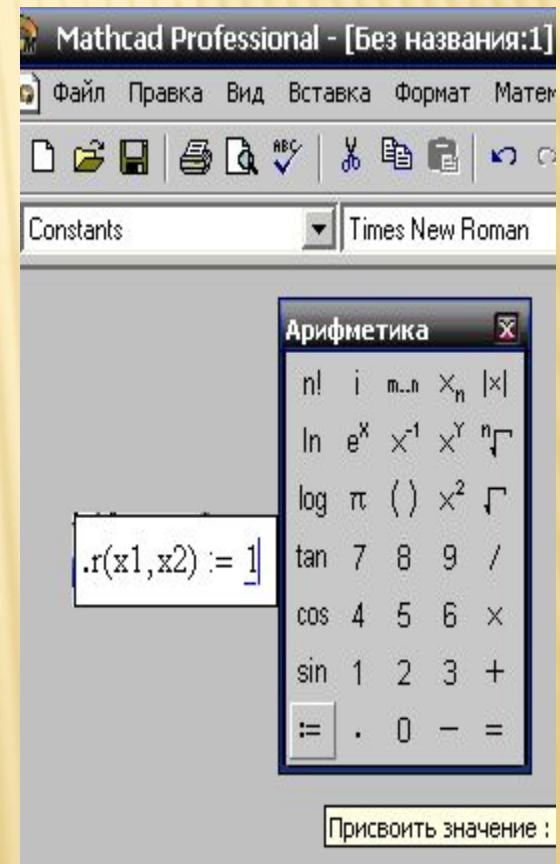 Mathcad Professional - [Без названия:1]
Файл Правка Вид Вставка Формат Матем
ABC
Constants Times New Roman
Арифметика x
n! i m..n Xₙ |×|
ln eˣ ×⁻¹ ×ʸ ⁿ√
log π ( ) ×² √
tan 7 8 9 /
.r(x1,x2) := 1
cos 4 5 6 ×
sin 1 2 3 +
:= . 0 − =
Присвоить значение :